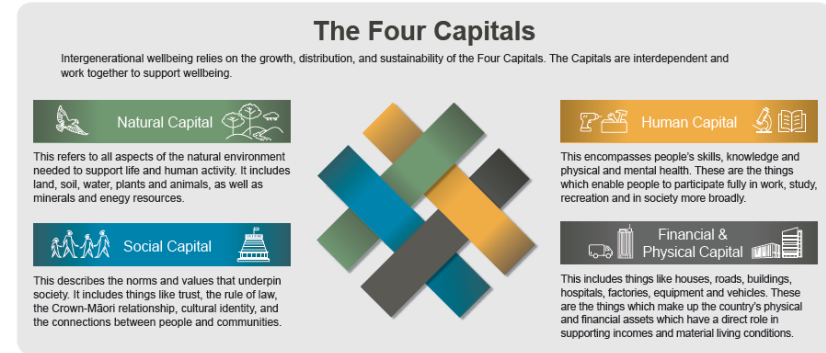 The Four Capitals
Intergenerational wellbeing relies on the growth, distribution, and sustainability of the Four Capitals. The Capitals are interdependent and
work together to support wellbeing.
Natural Capital
This refers to all aspects of the natural environment
needed to support life and human activity. It includes
land, soil, water, plants and animals, as well as
minerals and enegy resources.
Social Capital
This describes the norms and values that underpin
society. It includes things like trust, the rule of law,
the Crown-Māori relationship, cultural identity, and
the connections between people and communities.
Human Capital
This encompasses people's skills, knowledge and
physical and mental health. These are the things
which enable people to participate fully in work, study,
recreation and in society more broadly.
Financial &
Physical Capital
This includes things like houses, roads, buildings,
hospitals, factories, equipment and vehicles. These
are the things which make up the country's physical
and financial assets which have a direct role in
supporting incomes and material living conditions.